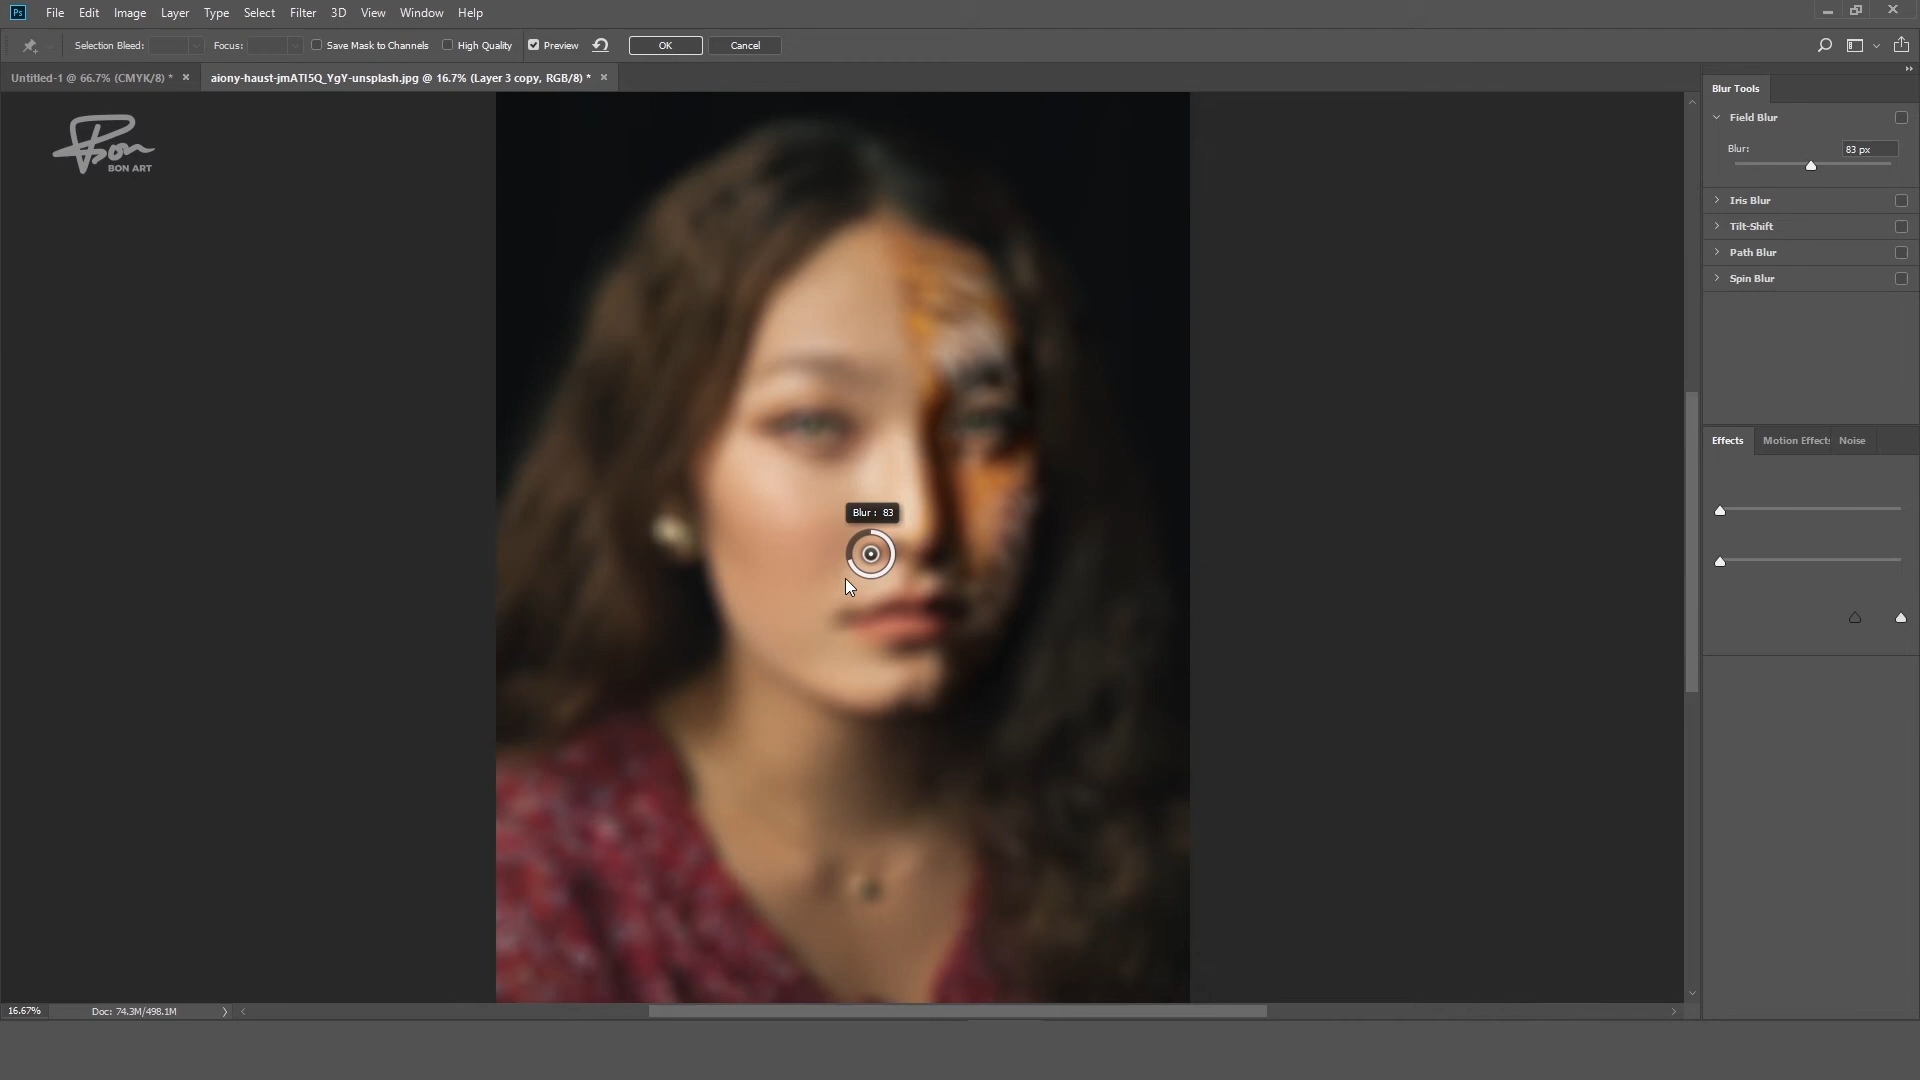 Ps File Edit Image Layer Type Select Filter 3D View Window Help
Selection Bleed: Focus: Save Mask to Channels High Quality Preview OK Cancel
Untitled-1 @ 66.7% (CMYK/8) * × aiony-haust-jmATI5Q_YgY-unsplash.jpg @ 16.7% (Layer 3 copy, RGB/8) * ×
Bon
BON ART
Blur Tools
Field Blur
Blur: 83 px
Iris Blur
Tilt-Shift
Path Blur
Spin Blur
Effects Motion Effects Noise
Blur : 83
16.67% Doc: 74.3M/498.1M